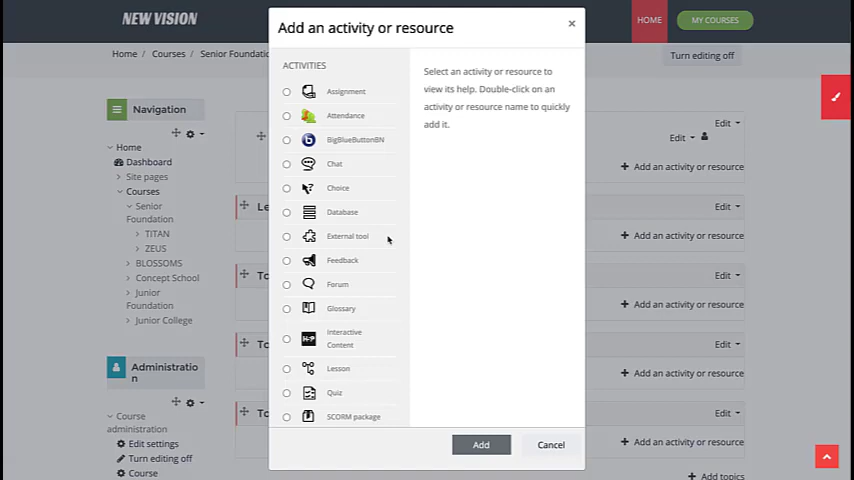 NEW VISION
HOME
MY COURSES
Home
Courses
Turn editing off
Navigation
Home
Dashboard
Site pages
Courses
Senior
Foundation
TITAN
ZEUS
BLOSSOMS
Concept School
Junior
Foundation
Junior College
Administratio
n
Course
administration
Edit settings
Turn editing off
Course
Add an activity or resource
×
ACTIVITIES
Assignment
Attendance
BigBlueButtonBN
Chat
Choice
Database
External tool
Feedback
Forum
Glossary
H-P
Interactive
Content
Lesson
Quiz
SCORM package
Select an activity or resource to
view its help. Double-click on an
activity or resource name to quickly
add it.
Add
Cancel
Edit
Edit
Add an activity or resource
Edit
Add an activity or resource
Edit
Add an activity or resource
Edit
Add an activity or resource
Edit
Add an activity or resource
Add topics